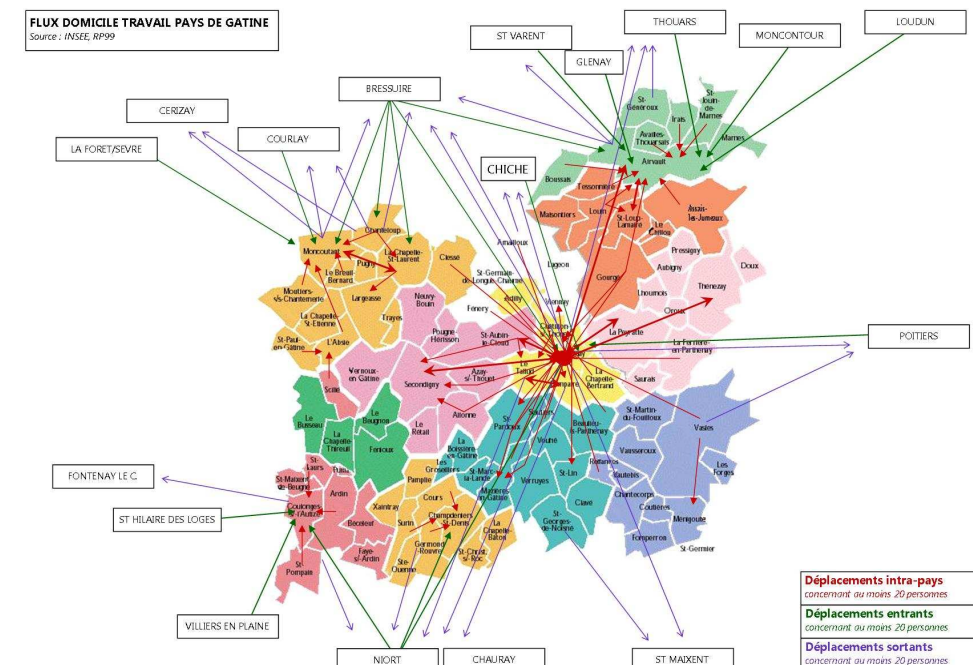 FLUX DOMICILE TRAVAIL PAYS DE GATINE
Source : INSEE, RP99
THOUARS
LOUDUN
ST VARENT
MONCONTOUR
GLENAY
BRESSUIRE
CERIZAY
COURLAY
LA FORET/SEVRE
CHICHE
POITIERS
FONTENAY LE C
ST HILAIRE DES LOGES
VILLIERS EN PLAINE
NIORT
CHAURAY
ST MAIXENT
St-Généroux
Irais
St-Jouin-de-Marnes
Marnes
Availles-Thouarsais
Airvault
Boussais
Tessonnière
Maisontiers
Louin
St-Loup-Lamairé
Le Chillou
Assais-les-Jumeaux
Pressigny
Aubigny
Doux
Thénezay
Gourgé
Lhoumois
Oroux
La Peyratte
La Ferrière-en-Parthenay
Saurais
Amailloux
Lageon
St-Germain-de-Longue-Chaume
Adilly
Viennay
Fénery
Chanteloup
Moncoutant
La Chapelle-St-Laurent
Clessé
Pugny
Le Breuil-Bernard
Moutiers-s/s-Chantemerle
Largeasse
Trayes
La Chapelle-St-Etienne
St-Paul-en-Gâtine
L'Absie
Neuvy-Bouin
Pougne-Hérisson
St-Aubin-le-Cloud
Vernoux-en Gâtine
Secondigny
Azay-s/-Thouet
Allonne
Le Retail
Le Tallud
La Chapelle-Bertrand
Scillé
Le Busseau
Le Beugnon
La Chapelle-Thireuil
Fenioux
St-Pardoux
Soutiers
Beaulieu-s-Parthenay
La Boissière-en-Gâtine
Vouhé
Les Groseillers
St-Marc-la-Lande
Mazières-en-Gâtine
Verruyes
St-Lin
Clavé
St-Georges-de-Noisné
St-Martin-du-Fouilloux
Vasles
Vausseroux
Reffannes
Vautebis
Les Forges
Chantecorps
Coutières
Ménigoute
Fomperron
St-Germier
St-Laurs
St-Maixent-de-Beugné
Ardin
Coulonges-s/-l'Autize
Béceleuf
Faye-s/-Ardin
St-Pompain
Pamplie
Cours
Xaintray
Champdeniers-St-Denis
Surin
Germond-Rouvre
La Chapelle-Bâton
Ste-Ouenne
St-Christ. s/-Roc
Déplacements intra-pays
concernant au moins 20 personnes
Déplacements entrants
concernant au moins 20 personnes
Déplacements sortants
concernant au moins 20 personnes